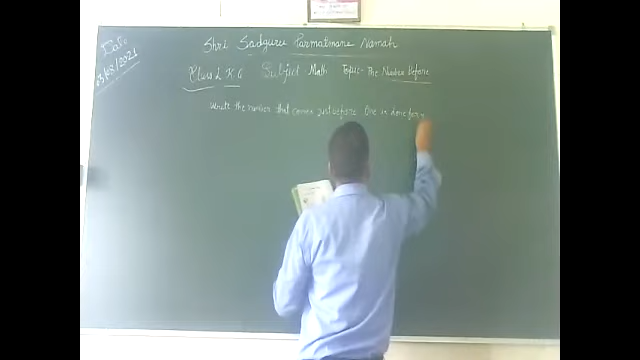 Date
03/08/2021
Shri Sadguru Parmatmane Namah
Class L K.G Subject Math Topic- The Number Before
Write the number that comes just before One is done for